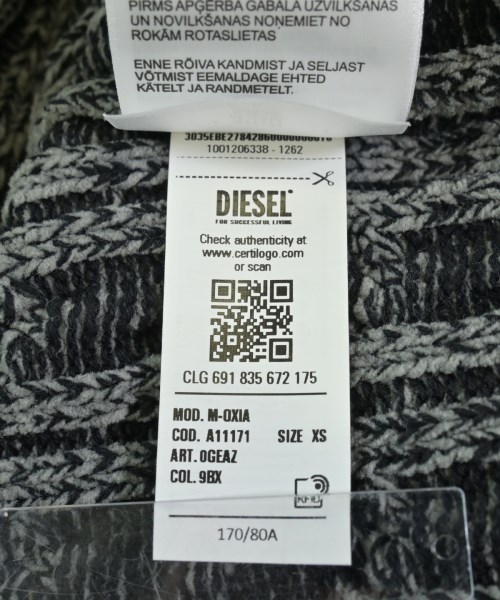 PIRMS APĢĒRBA GABALA UZVILKŠANAS
UN NOVILKŠANAS NOŅEMIET NO
ROKĀM ROTASLIETAS
ENNE RÕIVA KANDMIST JA SELJAST
VÕTMIST EEMALDAGE EHTED
KÄTELT JA RANDMETELT.
1001206338 - 1262
DIESEL
FOR SUCCESSFUL LIVING
Check authenticity at
www.certilogo.com
or scan
CLG 691 835 672 175
MOD. M-OXIA
COD. A11171 SIZE XS
ART. 0GEAZ
COL. 9BX
RFID
170/80A